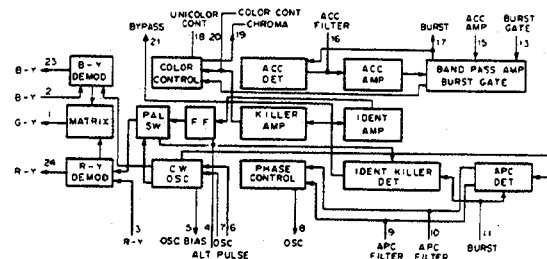 BYPASS
21
UNICOLOR
CONT
18
COLOR CONT
20
CHROMA
19
ACC
FILTER
16
BURST
17
ACC
AMP
15
BURST
GATE
13
B-Y
23
B-Y
DEMOD
COLOR
CONTROL
ACC
DET
ACC
AMP
BAND PASS AMP
BURST GATE
B-Y
2
G-Y
1
MATRIX
PAL
SW
F F
KILLER
AMP
IDENT
AMP
R-Y
24
R-Y
DEMOD
CW
OSC
PHASE
CONTROL
IDENT KILLER
DET
APC
DET
3
R-Y
5
OSC BIAS
4
ALT PULSE
7
OSC
6
8
OSC
9
APC
FILTER
10
APC
FILTER
11
BURST